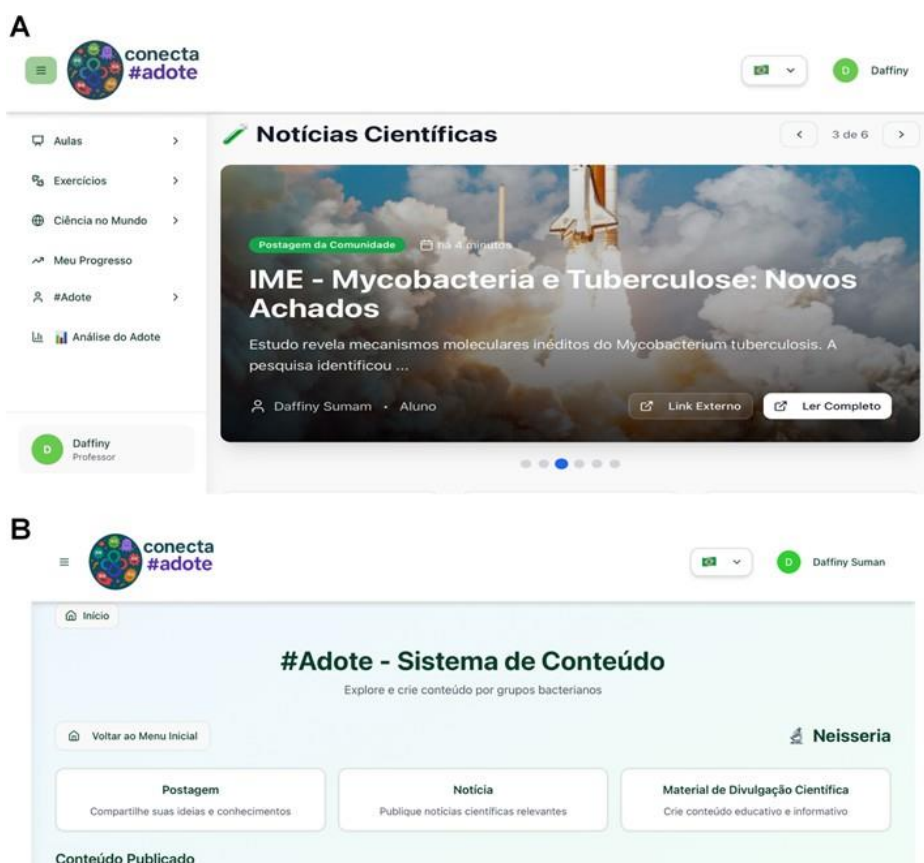 A
conecta
#adote
D Daffiny
Aulas
Exercícios
Ciência no Mundo
Meu Progresso
#Adote
Análise do Adote
D Daffiny
Professor
Notícias Científicas
3 de 6
Postagem da Comunidade há 4 minutos
IME - Mycobacteria e Tuberculose: Novos
Achados
Estudo revela mecanismos moleculares inéditos do Mycobacterium tuberculosis. A
pesquisa identificou ...
Daffiny Sumam • Aluno
Link Externo Ler Completo
B
conecta
#adote
D Daffiny Suman
Início
#Adote - Sistema de Conteúdo
Explore e crie conteúdo por grupos bacterianos
Voltar ao Menu Inicial
Neisseria
Postagem
Compartilhe suas ideias e conhecimentos
Notícia
Publique notícias científicas relevantes
Material de Divulgação Científica
Crie conteúdo educativo e informativo
Conteúdo Publicado